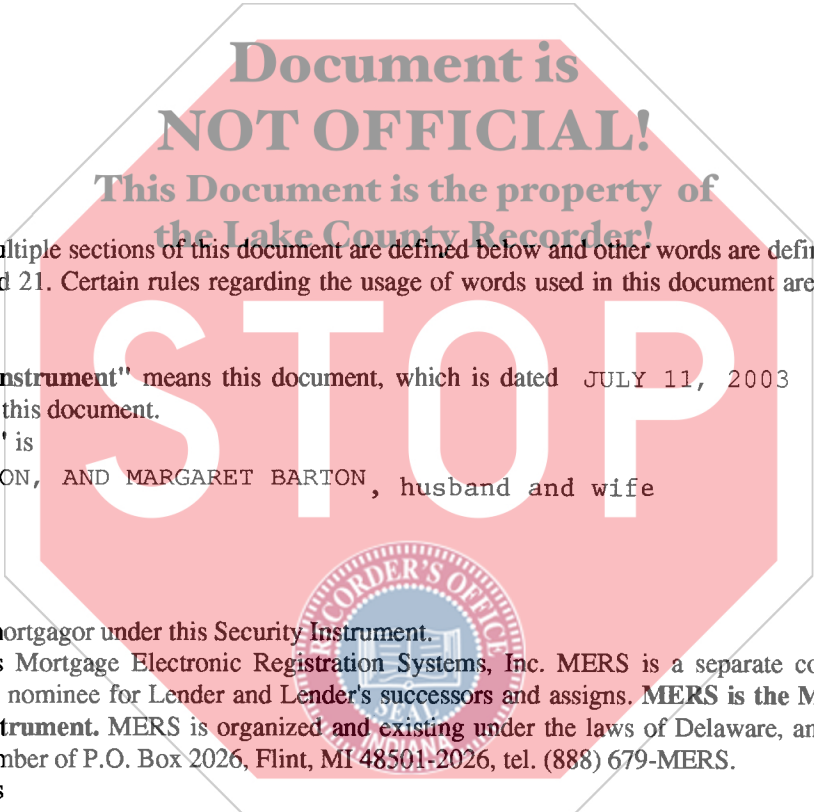 Document is
NOT OFFICIAL!
This Document is the property of
the Lake County Recorder!
ultiple sections of this document are defined below and other words are defin
d 21. Certain rules regarding the usage of words used in this document are
STOP
nstrument" means this document, which is dated JULY 11, 2003
this document.
" is
ON, AND MARGARET BARTON, husband and wife
RECORDER'S OFFICE
SEAL
INDIANA
ortgagor under this Security Instrument.
s Mortgage Electronic Registration Systems, Inc. MERS is a separate co
nominee for Lender and Lender's successors and assigns. MERS is the M
trument. MERS is organized and existing under the laws of Delaware, an
mber of P.O. Box 2026, Flint, MI 48501-2026, tel. (888) 679-MERS.
s